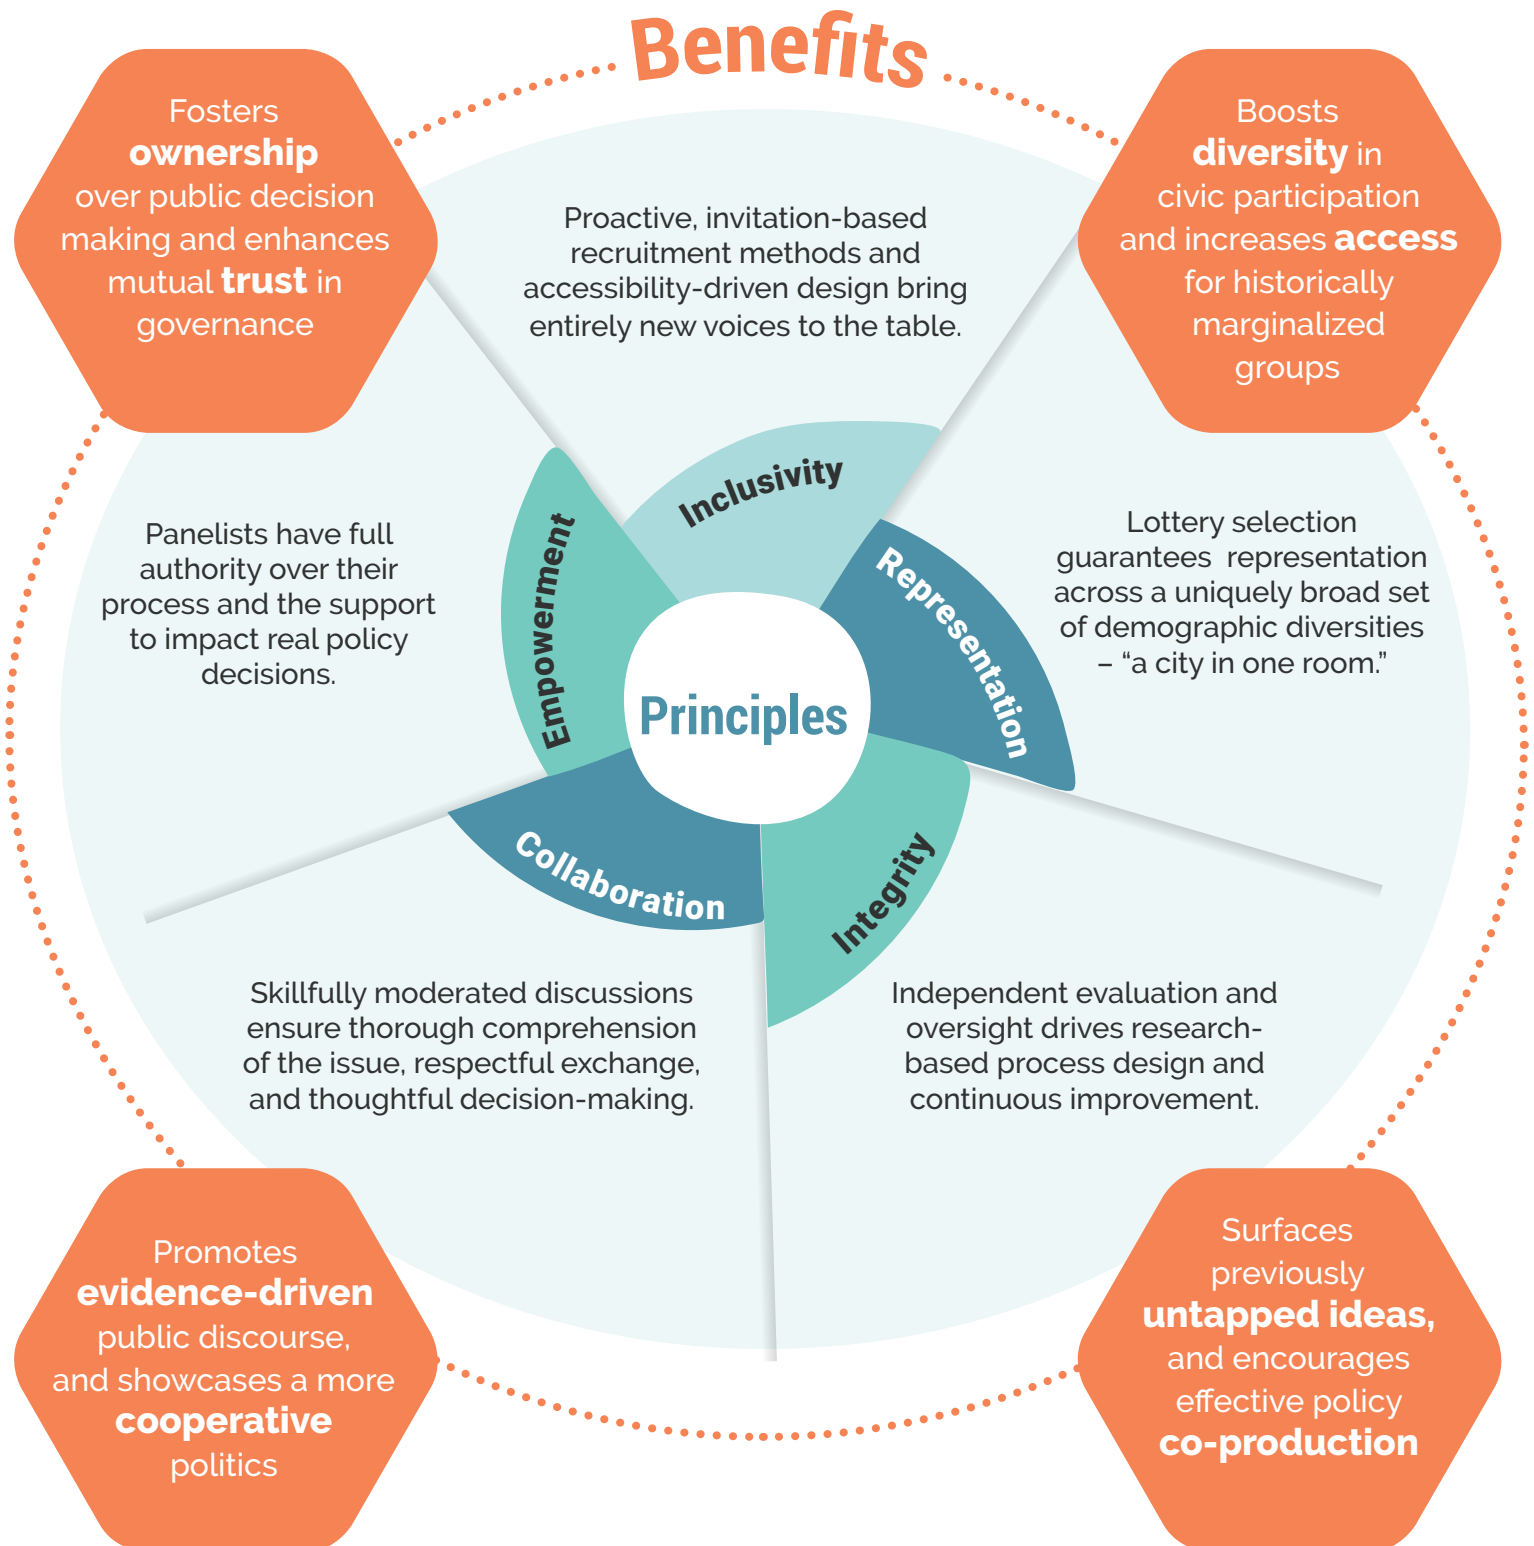 Benefits
Fosters
ownership
over public decision
making and enhances
mutual trust in
governance
Boosts
diversity in
civic participation
and increases access
for historically
marginalized
groups
Proactive, invitation-based
recruitment methods and
accessibility-driven design bring
entirely new voices to the table.
Inclusivity
Panelists have full
authority over their
process and the support
to impact real policy
decisions.
Empowerment
Representation
Lottery selection
guarantees  representation
across a uniquely broad set
of demographic diversities
– “a city in one room.”
Principles
Collaboration
Integrity
Skillfully moderated discussions
ensure thorough comprehension
of the issue, respectful exchange,
and thoughtful decision-making.
Independent evaluation and
oversight drives research-
based process design and
continuous improvement.
Promotes
evidence-driven
public discourse,
and showcases a more
cooperative
politics
Surfaces
previously
untapped ideas,
and encourages
effective policy
co-production